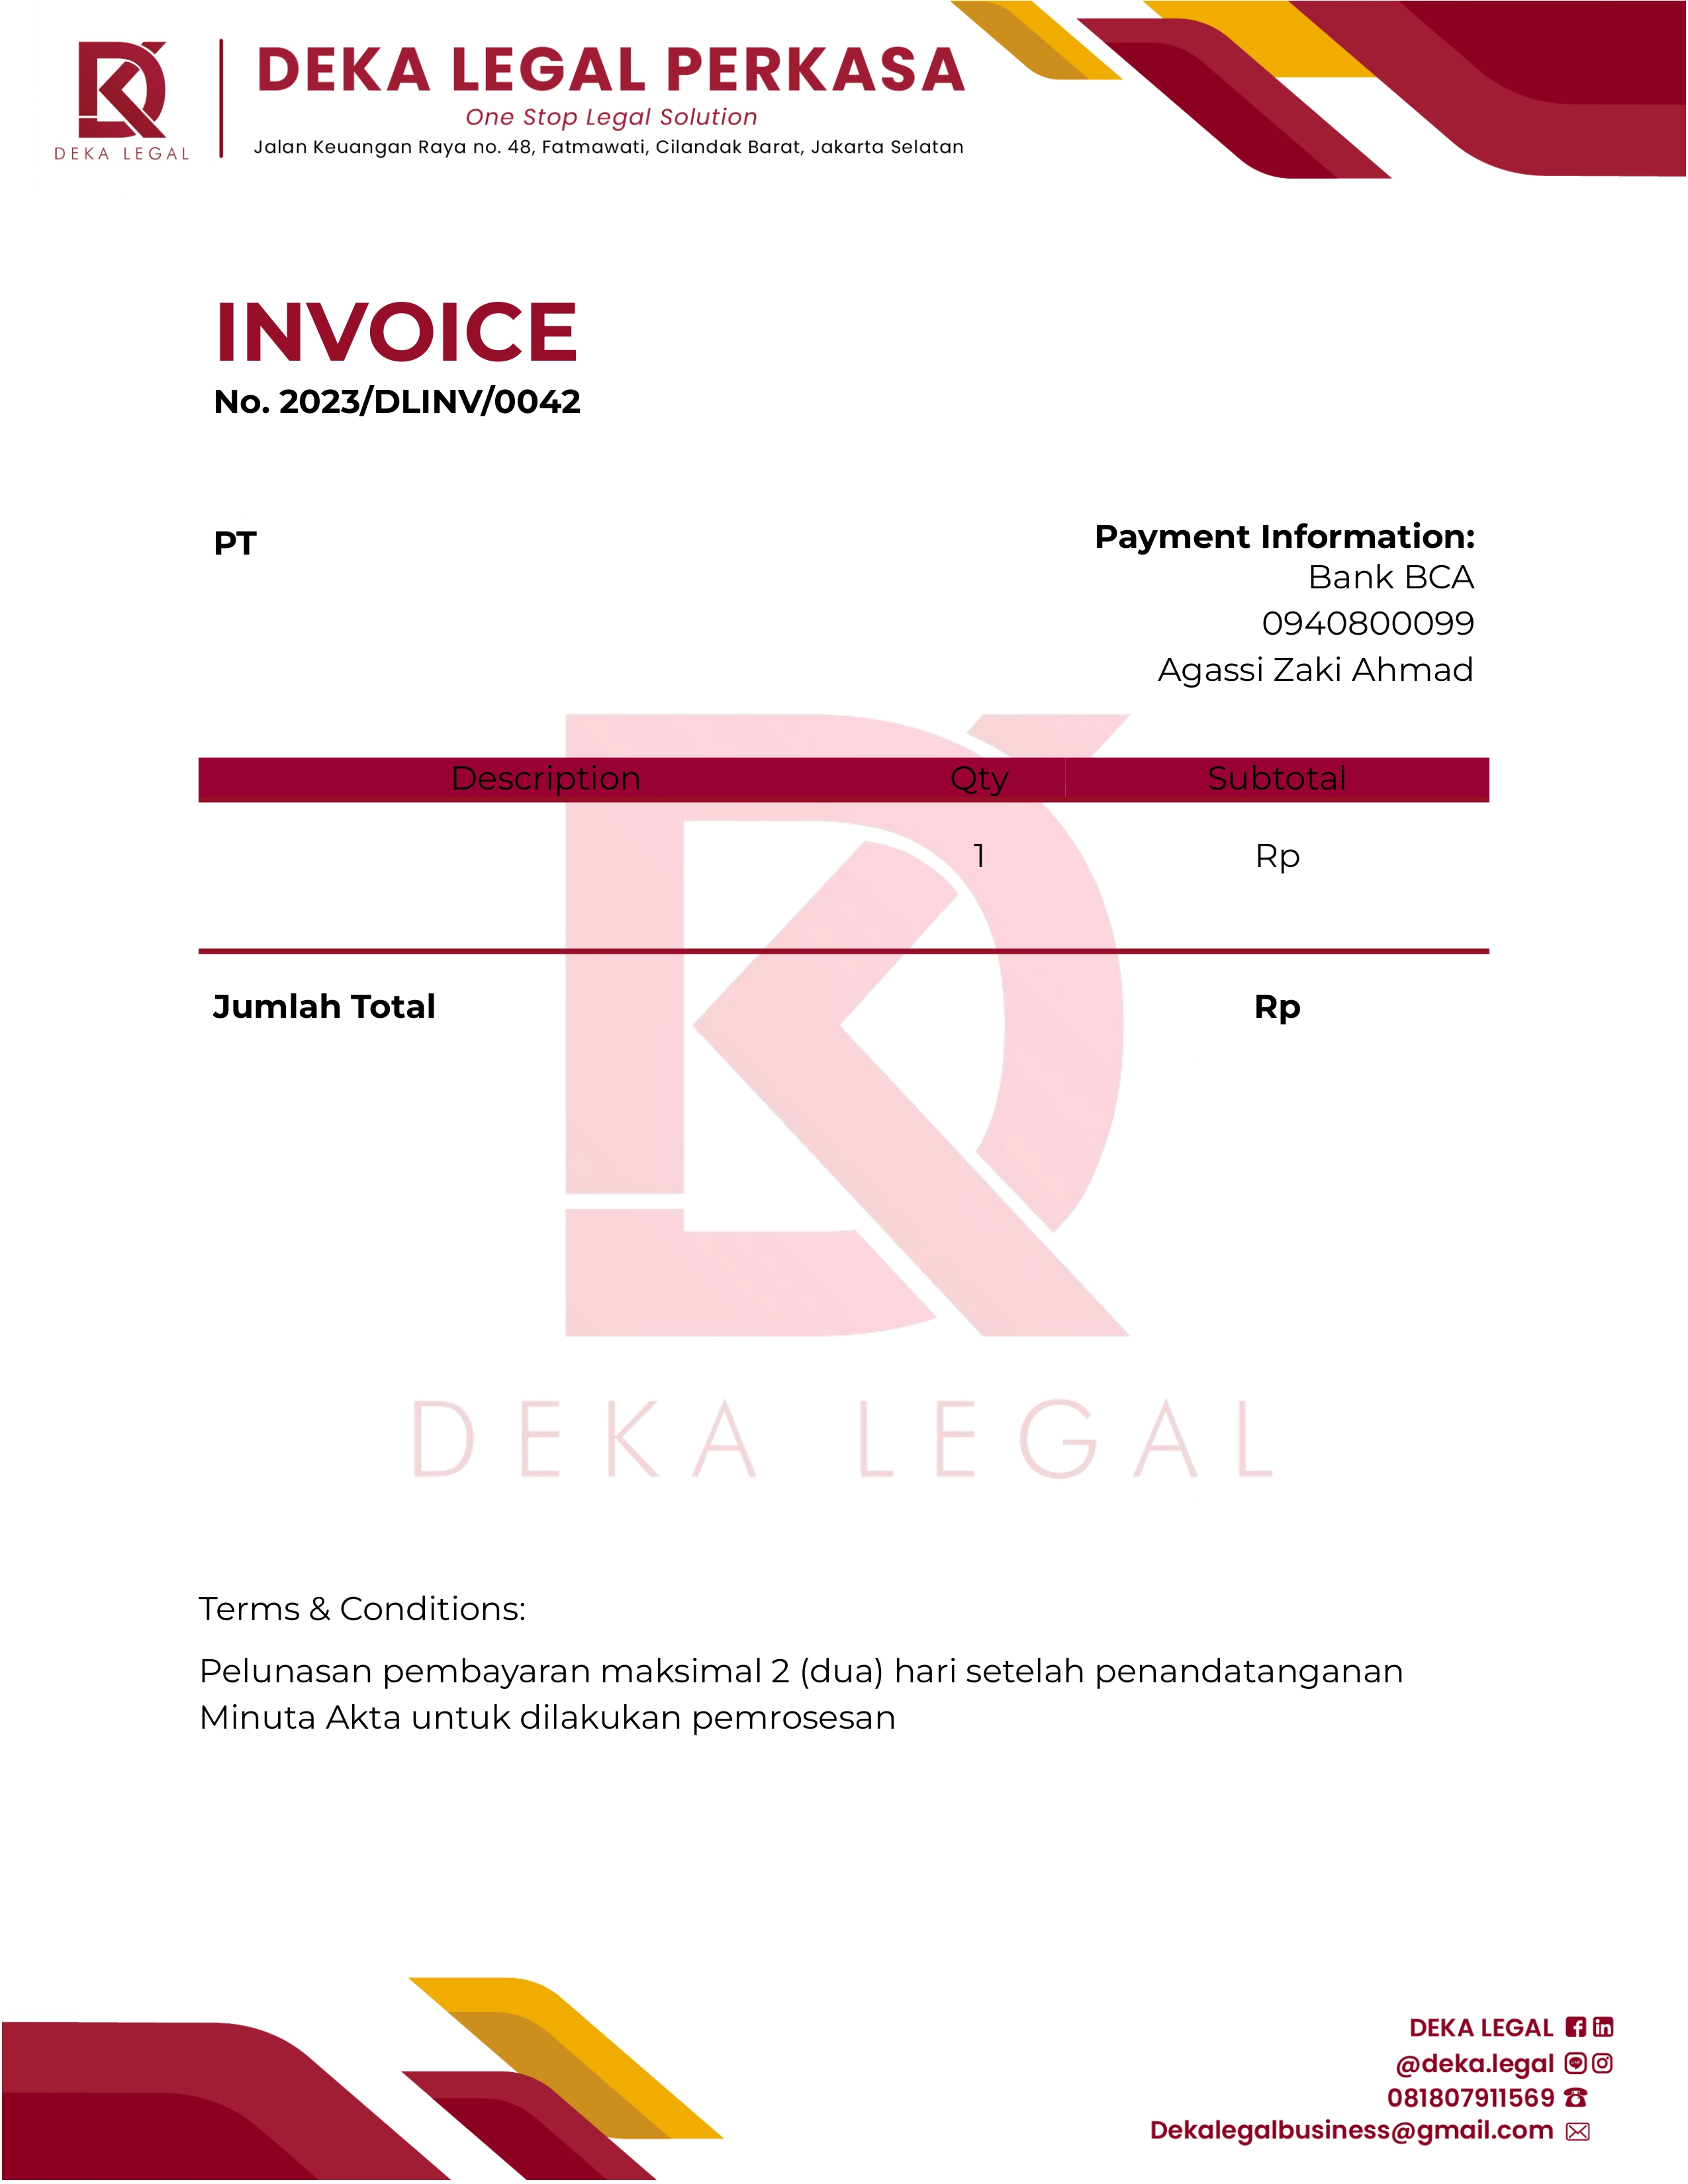 DEKA LEGAL
DEKA LEGAL PERKASA
One Stop Legal Solution
Jalan Keuangan Raya no. 48, Fatmawati, Cilandak Barat, Jakarta Selatan
INVOICE
No. 2023/DLINV/0042
PT
Payment Information:
Bank BCA
0940800099
Agassi Zaki Ahmad
Description Qty Subtotal
1 Rp
Jumlah Total Rp
DEKA LEGAL
Terms & Conditions:
Pelunasan pembayaran maksimal 2 (dua) hari setelah penandatanganan
Minuta Akta untuk dilakukan pemrosesan
DEKA LEGAL
@deka.legal
081807911569
Dekalegalbusiness@gmail.com